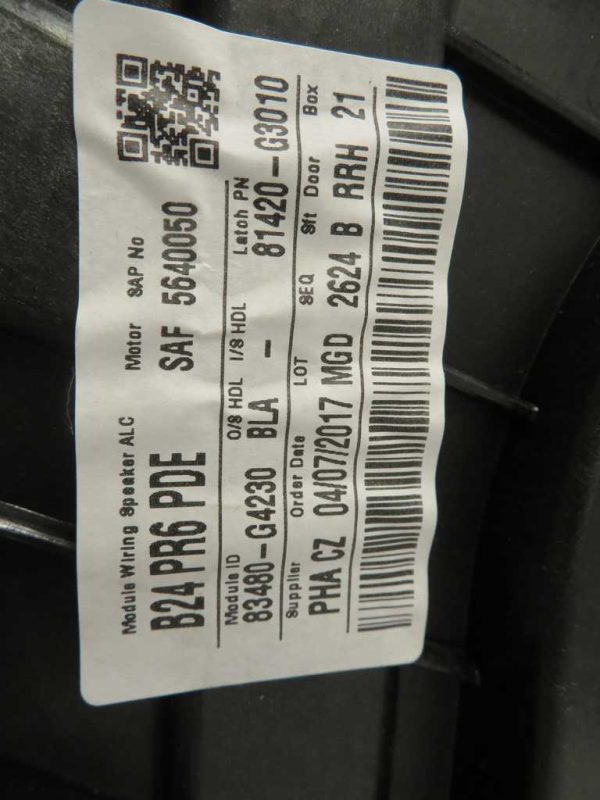 Module Wiring Speaker ALC Motor SAP No
B24 PR6 PDE SAF 5640050
Module ID O/S HDL I/S HDL Latch PN
83480-G4230 BLA - 81420-G3010
Supplier Order Date LOT SEQ Sft Door Box
PHA CZ 04/07/2017 MGD 2624 B RRH 21